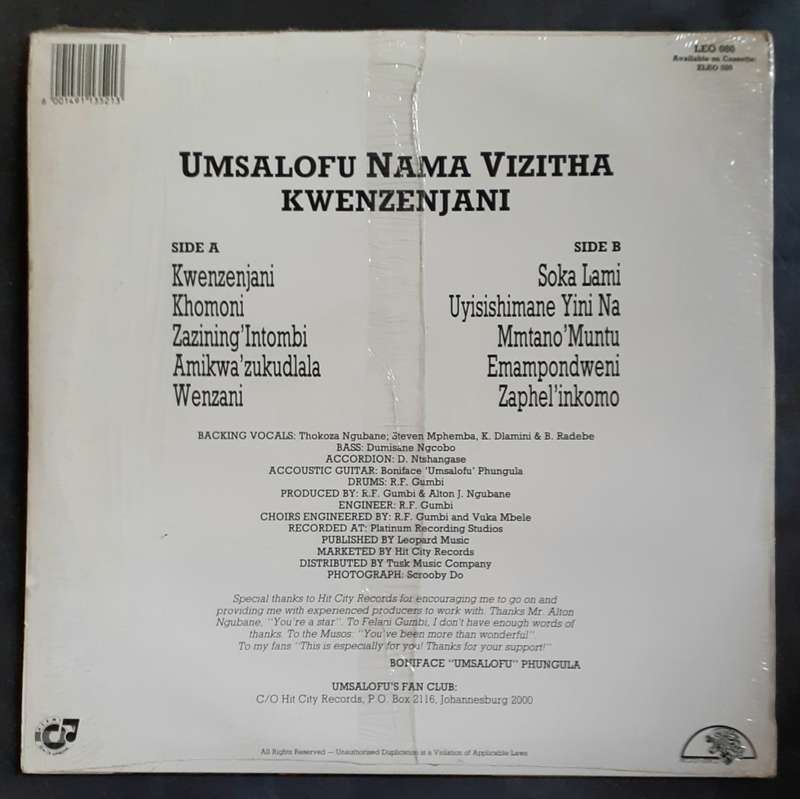 6 001491 135213
LEO 080
Available on Cassette:
ZLEO 080
UMSALOFU NAMA VIZITHA
KWENZENJANI
SIDE A
Kwenzenjani
Khomoni
Zazining'Intombi
Amikwa'zukudlala
Wenzani
SIDE B
Soka Lami
Uyisishimane Yini Na
Mmtano'Muntu
Emampondweni
Zaphel'inkomo
BACKING VOCALS: Thokoza Ngubane; Steven Mphemba, K. Dlamini & B. Radebe
BASS: Dumisane Ngcobo
ACCORDION: D. Ntshangase
ACCOUSTIC GUITAR: Boniface 'Umsalofu' Phungula
DRUMS: R.F. Gumbi
PRODUCED BY: R.F. Gumbi & Alton J. Ngubane
ENGINEER: R.F. Gumbi
CHOIRS ENGINEERED BY: R.F. Gumbi and Vuka Mbele
RECORDED AT: Platinum Recording Studios
PUBLISHED BY Leopard Music
MARKETED BY Hit City Records
DISTRIBUTED BY Tusk Music Company
PHOTOGRAPH: Scrooby Do
Special thanks to Hit City Records for encouraging me to go on and
providing me with experienced producers to work with. Thanks Mr. Alton
Ngubane, "You're a star". To Felani Gumbi, I don't have enough words of
thanks. To the Musos: "You've been more than wonderful".
To my fans "This is especially for you! Thanks for your support!"
BONIFACE "UMSALOFU" PHUNGULA
UMSALOFU'S FAN CLUB:
C/O Hit City Records, P.O. Box 2116, Johannesburg 2000
All Rights Reserved — Unauthorised Duplication is a Violation of Applicable Laws